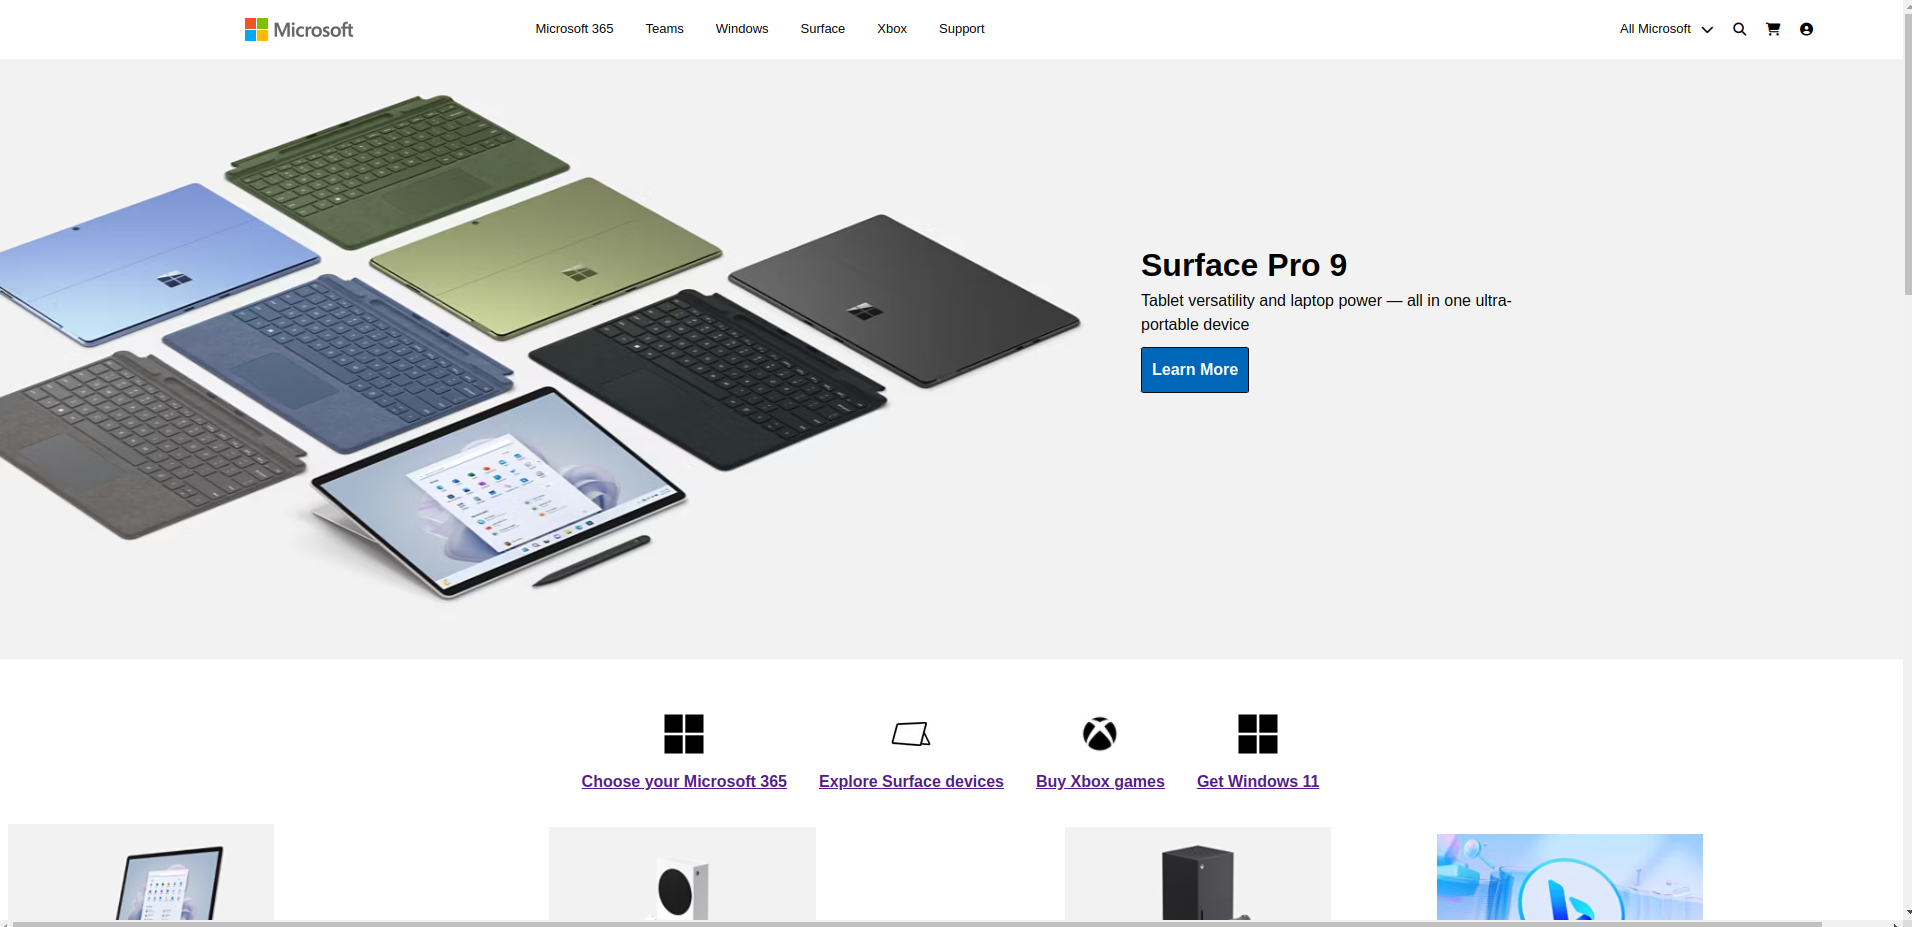 Microsoft
Microsoft 365 Teams Windows Surface Xbox Support
All Microsoft
Surface Pro 9
Tablet versatility and laptop power — all in one ultra-
portable device
Learn More
Choose your Microsoft 365 Explore Surface devices Buy Xbox games Get Windows 11